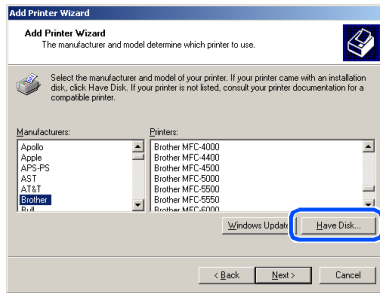 Add Printer Wizard
Add Printer Wizard
The manufacturer and model determine which printer to use.
Select the manufacturer and model of your printer. If your printer came with an installation
disk, click Have Disk. If your printer is not listed, consult your printer documentation for a
compatible printer.
Manufacturers:
Apollo
Apple
APS-PS
AST
AT&T
Brother
Bull
Printers:
Brother MFC-4000
Brother MFC-4400
Brother MFC-4500
Brother MFC-5000
Brother MFC-5500
Brother MFC-5550
Brother MFC-6000
Windows Update
Have Disk...
< Back
Next >
Cancel